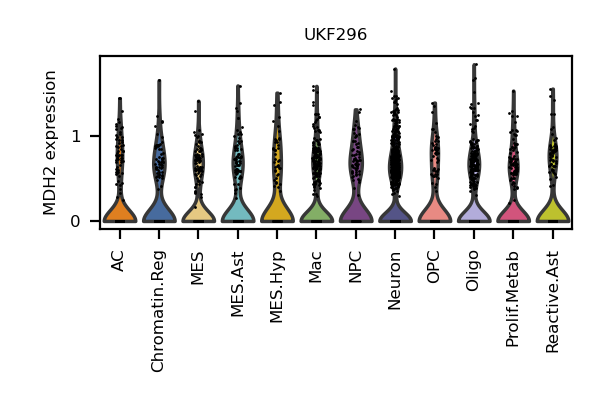 UKF296
MDH2 expression
1
0
AC
Chromatin.Reg
MES
MES.Ast
MES.Hyp
Mac
NPC
Neuron
OPC
Oligo
Prolif.Metab
Reactive.Ast